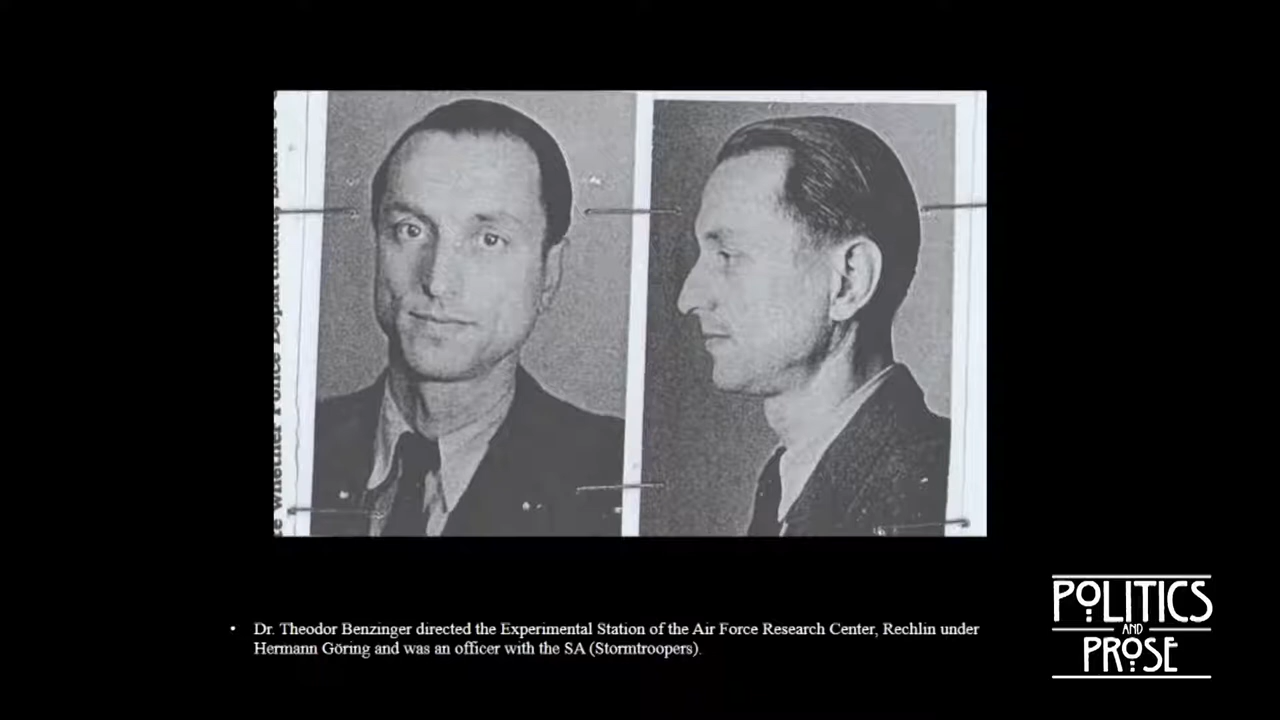 • Dr. Theodor Benzinger directed the Experimental Station of the Air Force Research Center, Rechlin under
Hermann Göring and was an officer with the SA (Stormtroopers).
POLITICS
AND
PROSE